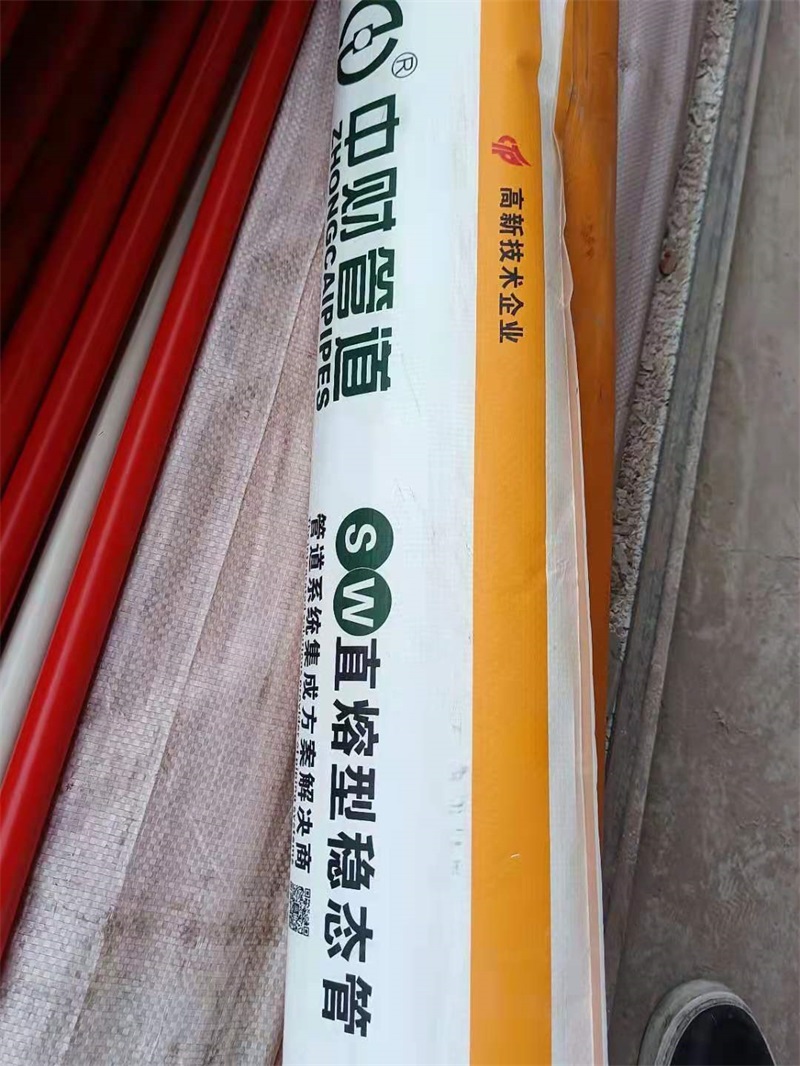 ®
中财管道
ZHONGCAIPIPES
高新技术企业
SW直熔型稳态管
管道系统集成方案解决商